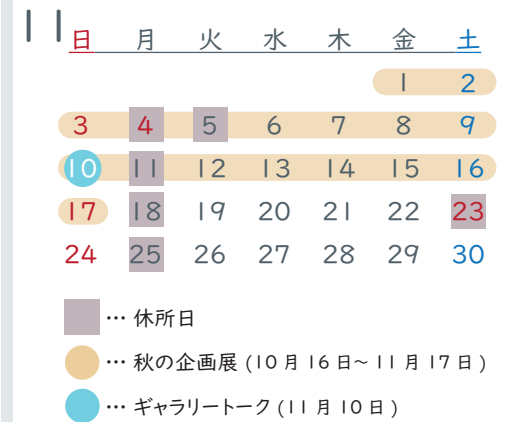 11
日 月 火 水 木 金 土
1 2
3 4 5 6 7 8 9
10 11 12 13 14 15 16
17 18 19 20 21 22 23
24 25 26 27 28 29 30
… 休所日
… 秋の企画展 (10月16日~11月17日)
… ギャラリートーク (11月10日)